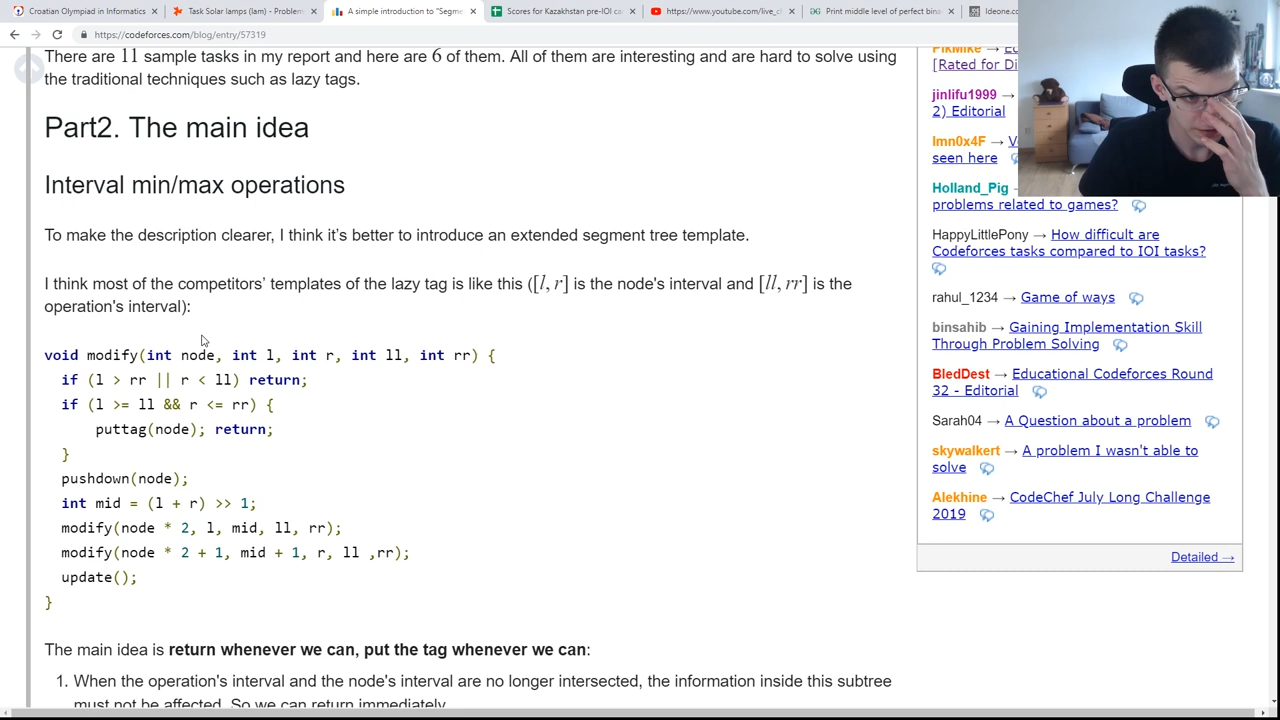 Croatian Olympiad in Informatics
Task Solar lamps (lam) - Problem
A simple introduction to "Segme
Scores for Kazakhstan pre-IOI ca
https://www.youtube.com/live_c
Print middle level of perfect bina
Ideone.co
https://codeforces.com/blog/entry/57319
There are 11 sample tasks in my report and here are 6 of them. All of them are interesting and are hard to solve using
the traditional techniques such as lazy tags.
Part2. The main idea
Interval min/max operations
To make the description clearer, I think it's better to introduce an extended segment tree template.
I think most of the competitors' templates of the lazy tag is like this ([l, r] is the node's interval and [ll, rr] is the
operation's interval):
void modify(int node, int l, int r, int ll, int rr) {
if (l > rr || r < ll) return;
if (l >= ll && r <= rr) {
puttag(node); return;
}
pushdown(node);
int mid = (l + r) >> 1;
modify(node * 2, l, mid, ll, rr);
modify(node * 2 + 1, mid + 1, r, ll ,rr);
update();
}
The main idea is return whenever we can, put the tag whenever we can:
1. When the operation's interval and the node's interval are no longer intersected, the information inside this subtree
must not be affected. So we can return immediately.
PikMike → Ed
[Rated for Di
jinlifu1999 →
2) Editorial
lmn0x4F → V
seen here
Holland_Pig →
problems related to games?
HappyLittlePony → How difficult are
Codeforces tasks compared to IOI tasks?
rahul_1234 → Game of ways
binsahib → Gaining Implementation Skill
Through Problem Solving
BledDest → Educational Codeforces Round
32 - Editorial
Sarah04 → A Question about a problem
skywalkert → A problem I wasn't able to
solve
Alekhine → CodeChef July Long Challenge
2019
Detailed →